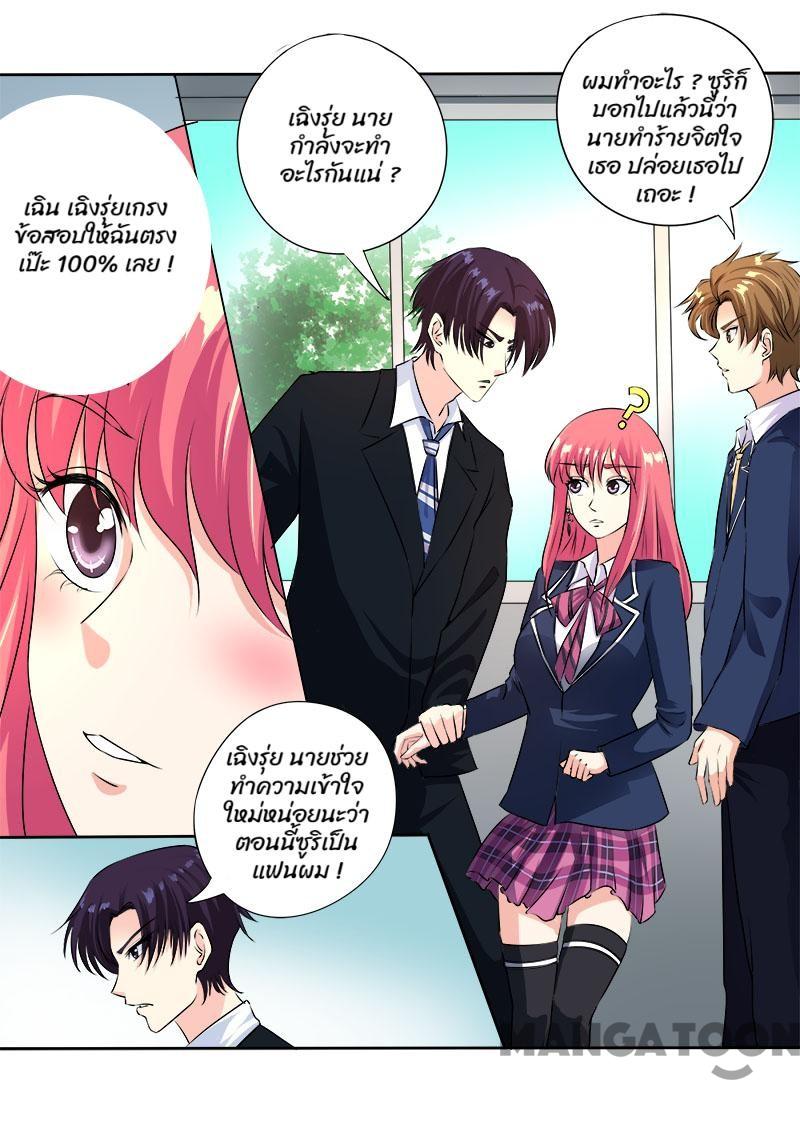 เฉิน เฉิงรุ่ยเกรง
ข้อสอบให้ฉันตรง
เป๊ะ 100% เลย !
เฉิงรุ่ย นาย
กำลังจะทำ
อะไรกันแน่ ?
ผมทำอะไร ? ซูริก็
บอกไปแล้วนี่ว่า
นายทำร้ายจิตใจ
เธอ ปล่อยเธอไป
เถอะ !
?
เฉิงรุ่ย นายช่วย
ทำความเข้าใจ
ใหม่หน่อยนะว่า
ตอนนี้ซูริเป็น
แฟนผม !
MANGATOON